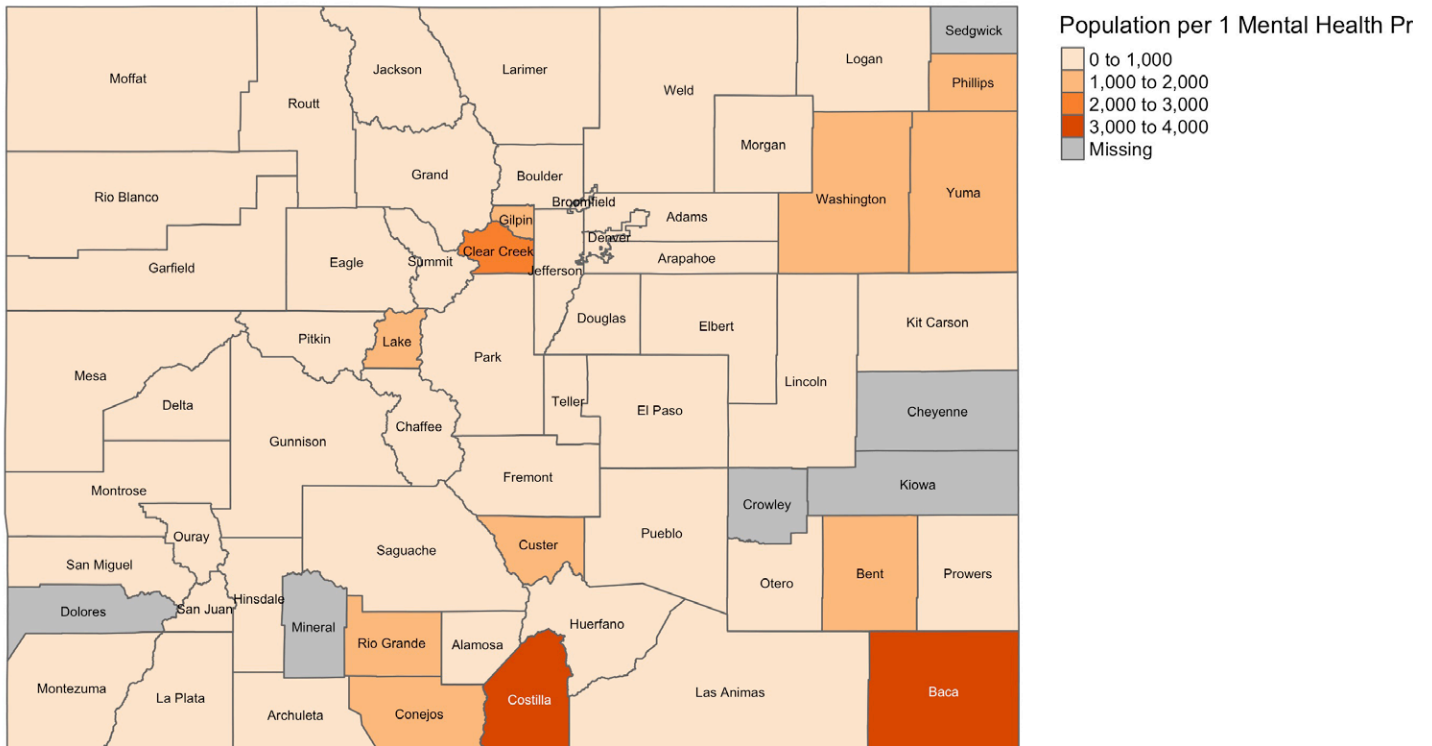 Population per 1 Mental Health Pr
0 to 1,000
1,000 to 2,000
2,000 to 3,000
3,000 to 4,000
Missing
Sedgwick
Logan
Moffat
Jackson
Larimer
Phillips
Weld
Routt
Morgan
Grand
Boulder
Yuma
Rio Blanco
Washington
Broomfield
Gilpin
Adams
Denver
Clear Creek
Arapahoe
Eagle
Summit
Garfield
Jefferson
Douglas
Elbert
Kit Carson
Pitkin
Lake
Park
Mesa
Lincoln
Delta
Teller
El Paso
Cheyenne
Chaffee
Gunnison
Fremont
Kiowa
Montrose
Crowley
Pueblo
Ouray
Custer
Saguache
San Miguel
Bent
Prowers
Otero
Hinsdale
San Juan
Dolores
Mineral
Huerfano
Rio Grande
Alamosa
Montezuma
La Plata
Costilla
Las Animas
Baca
Archuleta
Conejos